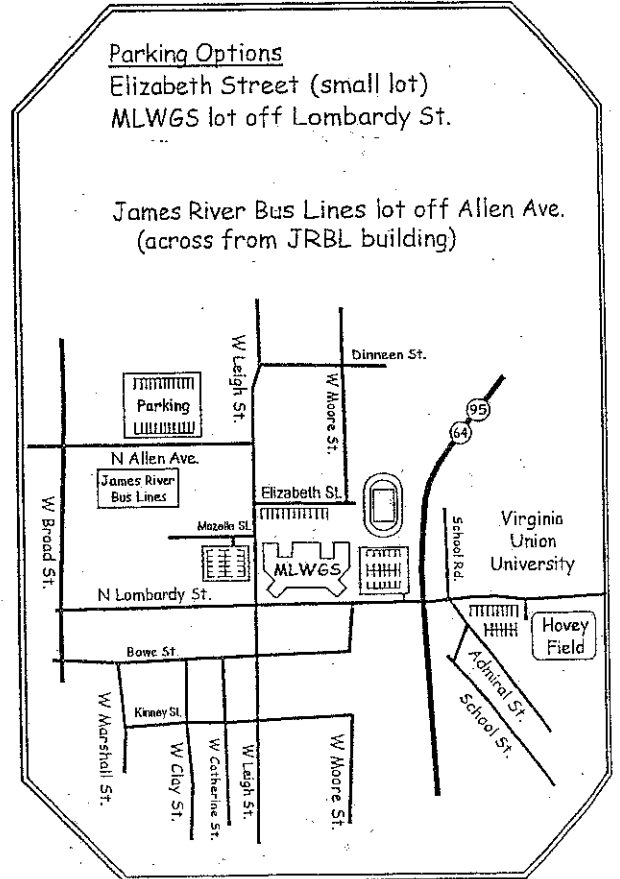 Parking Options
Elizabeth Street (small lot)
MLWGS lot off Lombardy St.
James River Bus Lines lot off Allen Ave.
(across from JRBL building)
W Leigh St.
Dinneen St.
W Moore St.
Parking
95
64
N Allen Ave.
James River
Bus Lines
Elizabeth St.
W Broad St.
Mozella St.
School Rd.
Virginia
Union
University
MLWGS
N Lombardy St.
Hovey
Field
Bowe St.
Admiral St.
School St.
Kinney St.
W Marshall St.
W Clay St.
W Catherine St.
W Leigh St.
W Moore St.